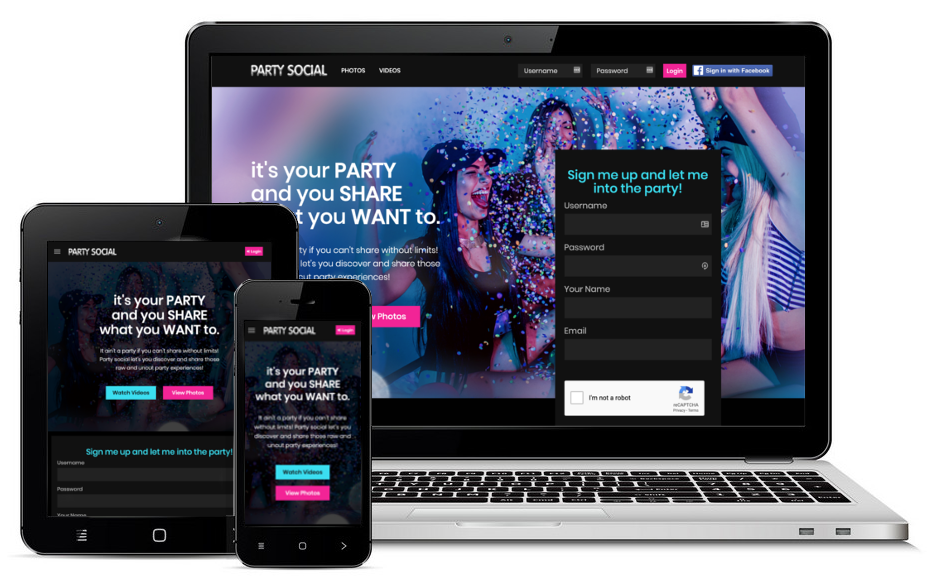 PARTY SOCIAL PHOTOS VIDEOS Username Password Login Sign in with Facebook
it's your PARTY
and you SHARE
t you WANT to.
ty if you can't share without limits!
let's you discover and share those
ncut party experiences!
w Photos
Sign me up and let me
into the party!
Username
Password
Your Name
Email
I'm not a robot
reCAPTCHA
Privacy - Terms
PARTY SOCIAL Login
it's your PARTY
and you SHARE
what you WANT to.
It ain't a party if you can't share without limits!
Party social let's you discover and share those
raw and uncut party experiences!
Watch Videos View Photos
Sign me up and let me into the party!
Username
Password
Your Name
PARTY SOCIAL Login
it's your PARTY
and you SHARE
what you WANT to.
It ain't a party if you can't share
without limits! Party social let's you
discover and share those raw and
uncut party experiences!
Watch Videos
View Photos